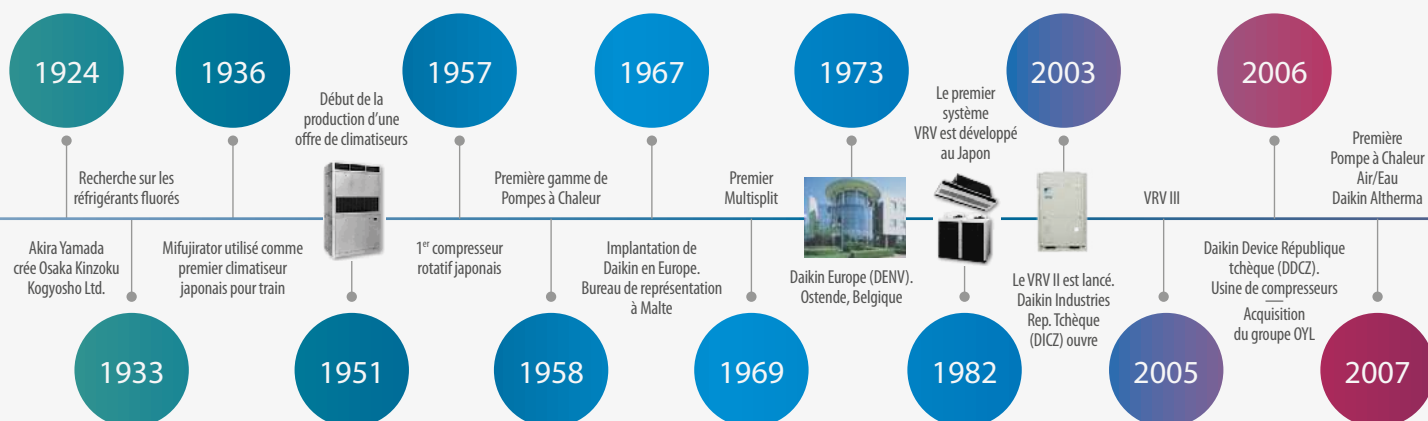 1924
Akira Yamada
crée Osaka Kinzoku
Kogyosho Ltd.
1933
Recherche sur les
réfrigérants fluorés
1936
Mifujirator utilisé comme
premier climatiseur
japonais pour train
1951
Début de la
production d’une
offre de climatiseurs
1957
1er compresseur
rotatif japonais
1958
Première gamme de
Pompes à Chaleur
1967
Implantation de
Daikin en Europe.
Bureau de représentation
à Malte
1969
Premier
Multisplit
1973
Daikin Europe (DENV).
Ostende, Belgique
1982
Le premier
système
VRV est développé
au Japon
2003
Le VRV II est lancé.
Daikin Industries
Rep. Tchèque
(DICZ) ouvre
2005
VRV III
2006
Daikin Device République
tchèque (DDCZ).
Usine de compresseurs
Acquisition
du groupe OYL
2007
Première
Pompe à Chaleur
Air/Eau
Daikin Altherma